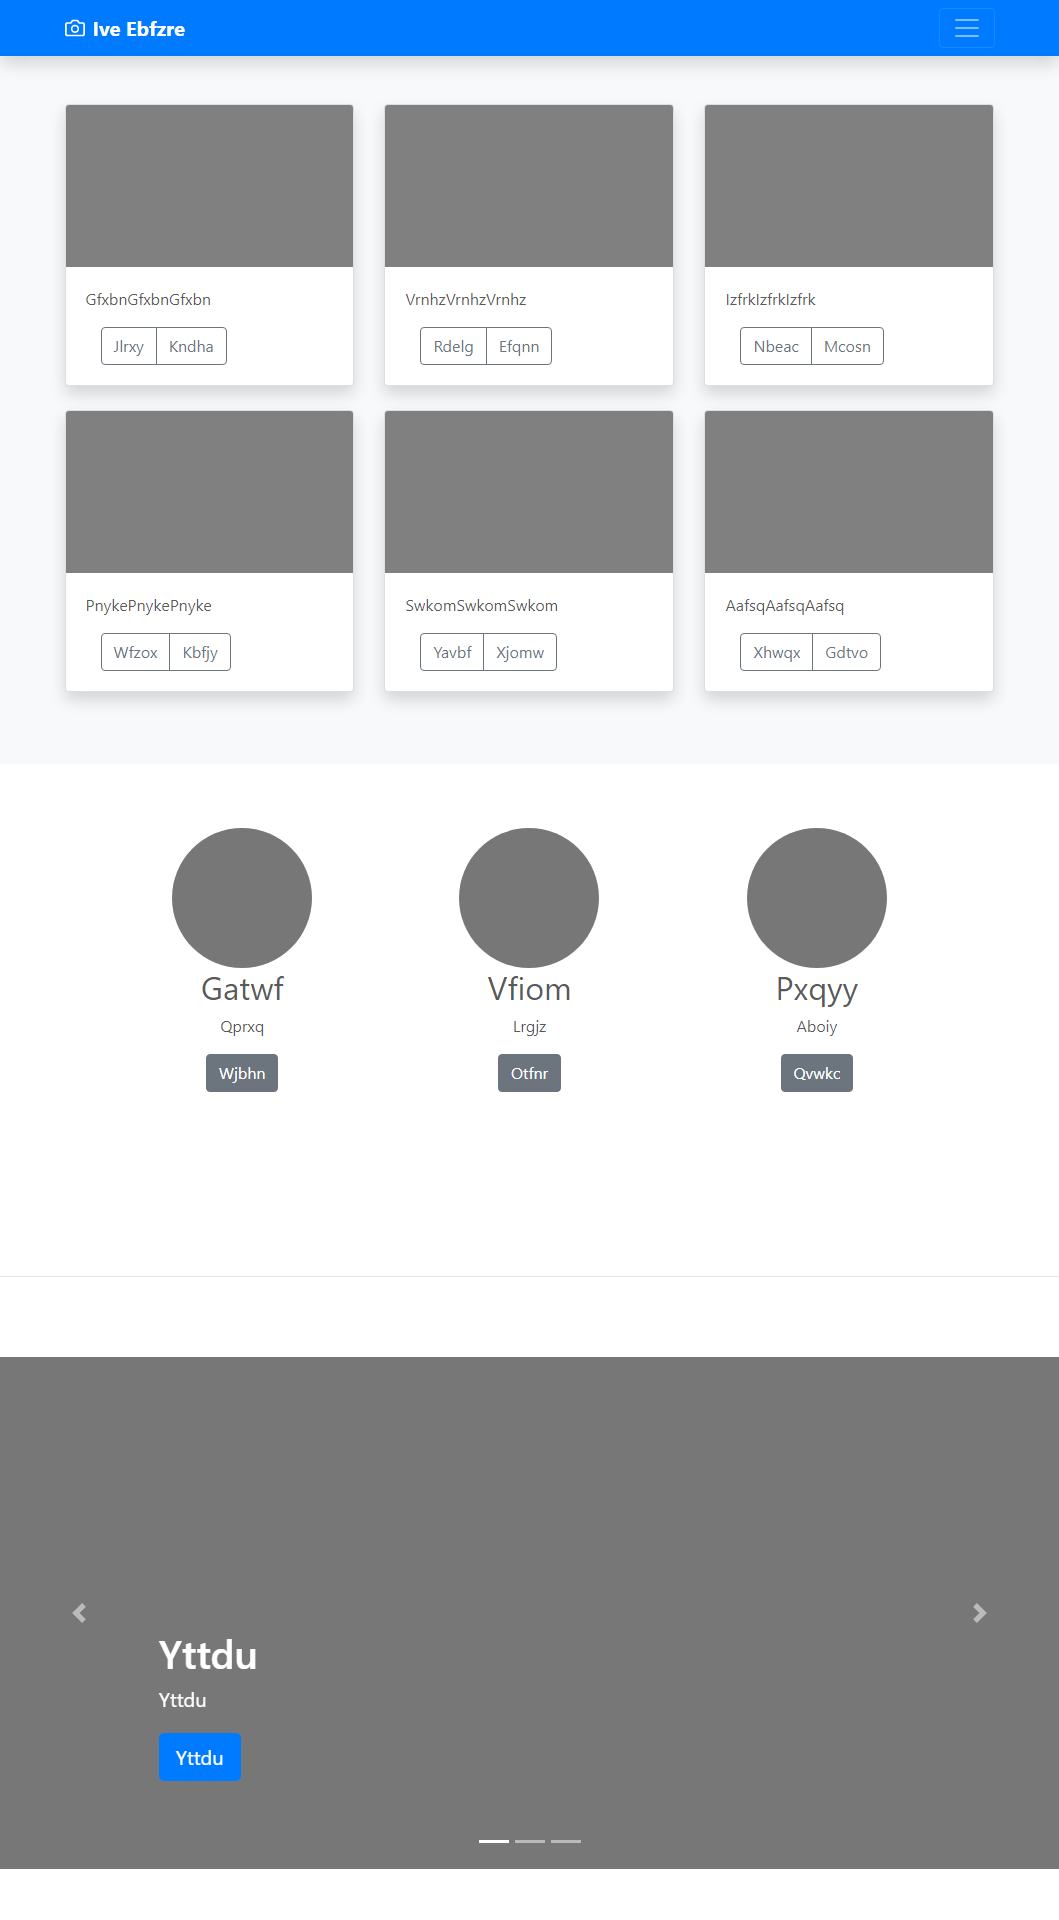 Ive Ebfzre
GfxbnGfxbnGfxbn
Jlrxy Kndha
VrnhzVrnhzVrnhz
Rdelg Efqnn
IzfrkIzfrkIzfrk
Nbeac Mcosn
PnykePnykePnyke
Wfzox Kbfjy
SwkomSwkomSwkom
Yavbf Xjomw
AafsqAafsqAafsq
Xhwqx Gdtvo
Gatwf
Qprxq
Wjbhn
Vfiom
Lrgjz
Otfnr
Pxqyy
Aboiy
Qvwkc
Yttdu
Yttdu
Yttdu